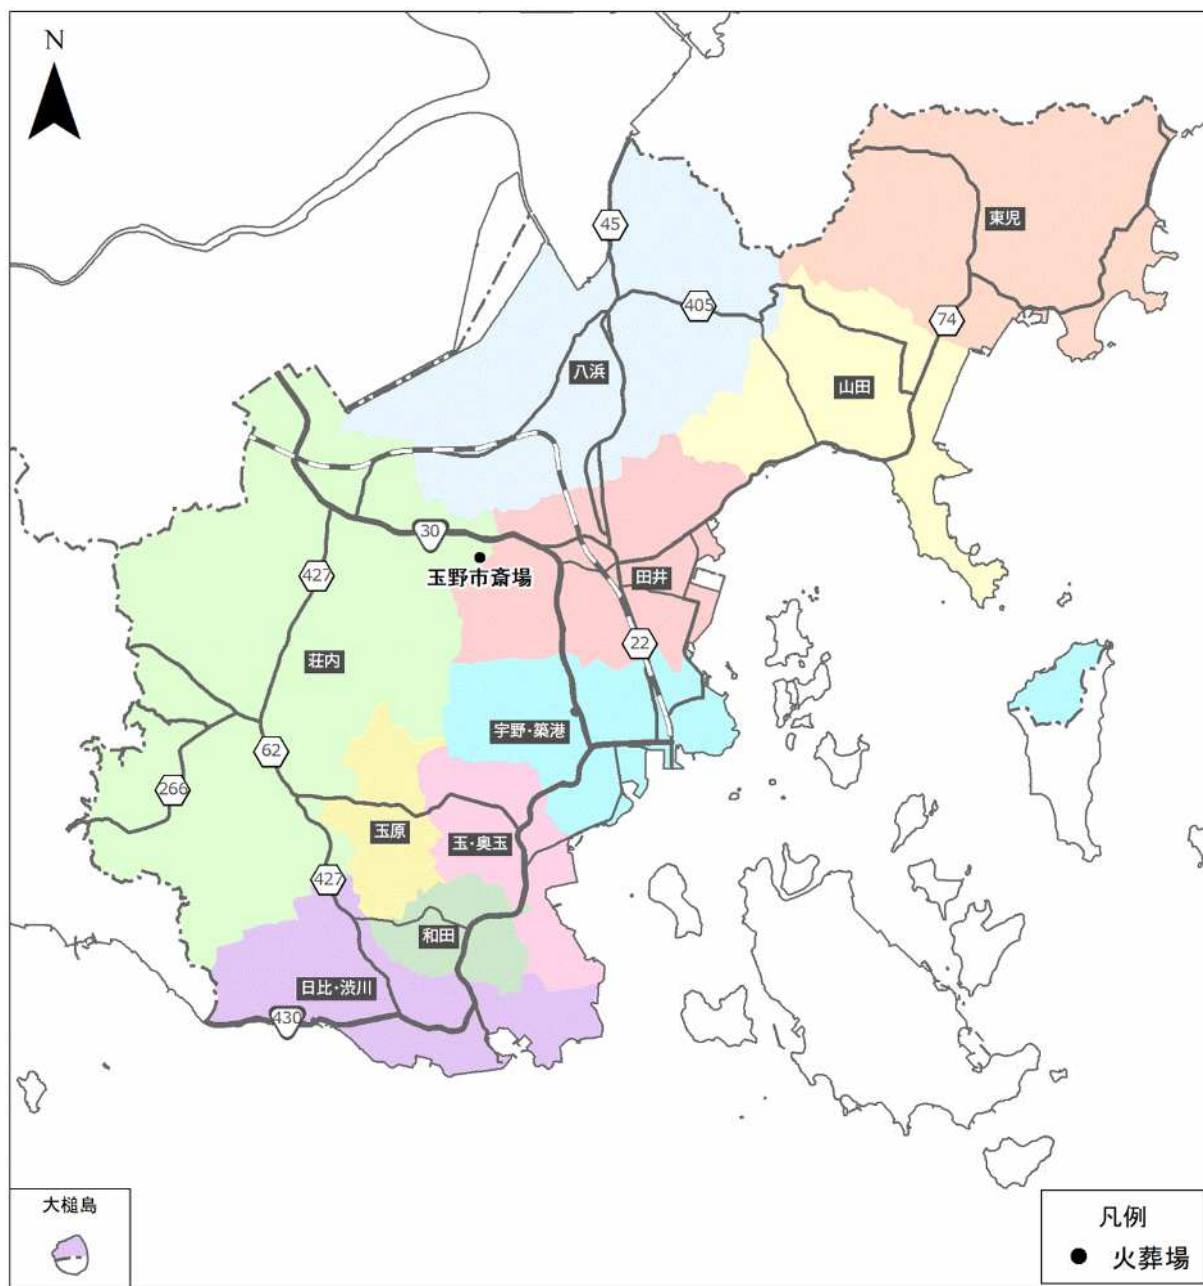 N
45
東児
405
74
八浜
山田
30
427
玉野市斎場
田井
22
荘内
宇野・築港
62
266
玉原
玉・奥玉
427
和田
日比・渋川
430
大槌島
凡例
火葬場